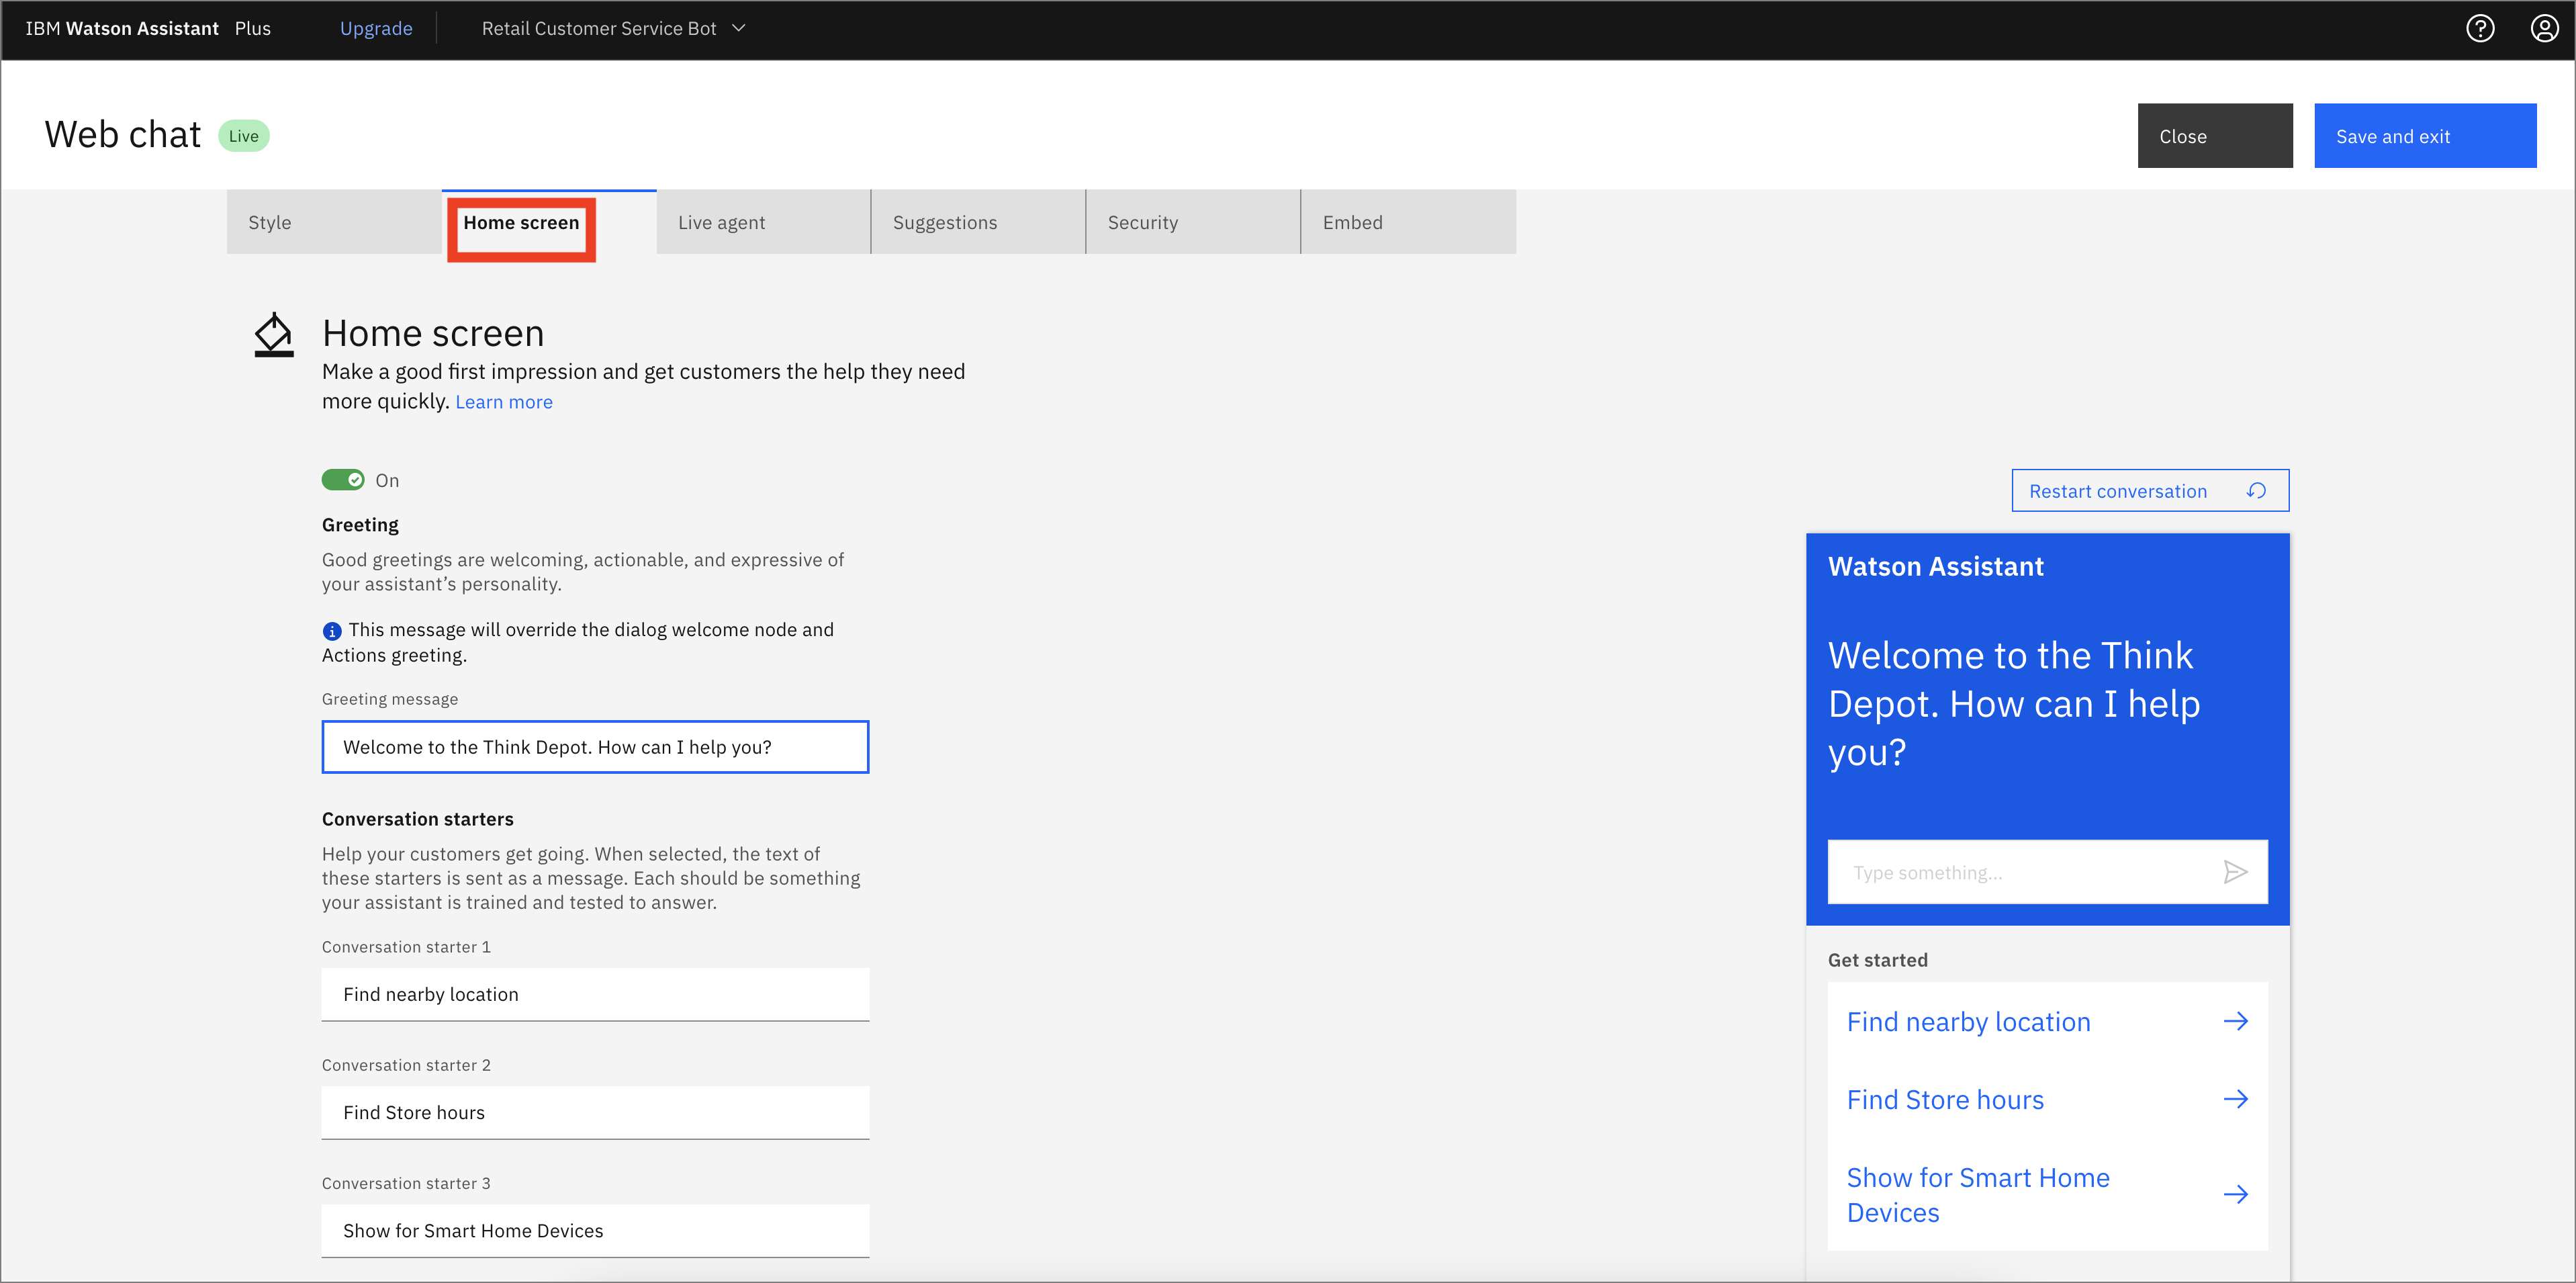 IBM Watson Assistant Plus Upgrade Retail Customer Service Bot
Web chat Live
Close Save and exit
Style Home screen Live agent Suggestions Security Embed
Home screen
Make a good first impression and get customers the help they need
more quickly. Learn more
On
Greeting
Good greetings are welcoming, actionable, and expressive of
your assistant’s personality.
This message will override the dialog welcome node and
Actions greeting.
Greeting message
Welcome to the Think Depot. How can I help you?
Conversation starters
Help your customers get going. When selected, the text of
these starters is sent as a message. Each should be something
your assistant is trained and tested to answer.
Conversation starter 1
Find nearby location
Conversation starter 2
Find Store hours
Conversation starter 3
Show for Smart Home Devices
Restart conversation
Watson Assistant
Welcome to the Think
Depot. How can I help
you?
Type something...
Get started
Find nearby location
Find Store hours
Show for Smart Home
Devices